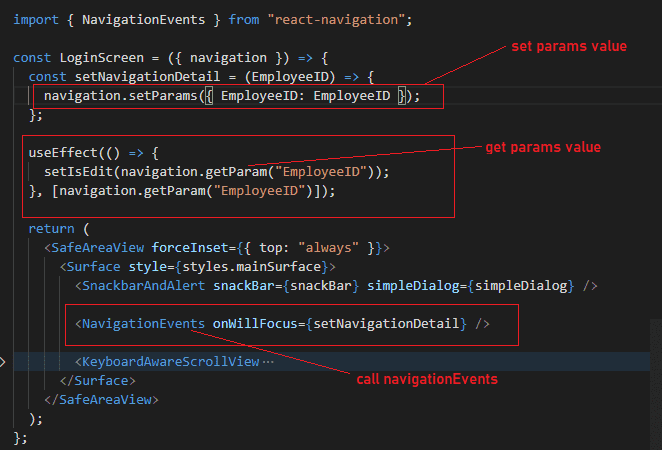 import { NavigationEvents } from "react-navigation";
const LoginScreen = ({ navigation }) => {
set params value
const setNavigationDetail = (EmployeeID) => {
navigation.setParams({ EmployeeID: EmployeeID });
};
useEffect(() => {
get params value
setIsEdit(navigation.getParam("EmployeeID"));
}, [navigation.getParam("EmployeeID")]);
return (
<SafeAreaView forceInset={{ top: "always" }}>
<Surface style={styles.mainSurface}>
<SnackbarAndAlert snackBar={snackBar} simpleDialog={simpleDialog} />
<NavigationEvents onWillFocus={setNavigationDetail} />
<KeyboardAwareScrollView ⋯
</Surface>
call navigationEvents
</SafeAreaView>
);
};